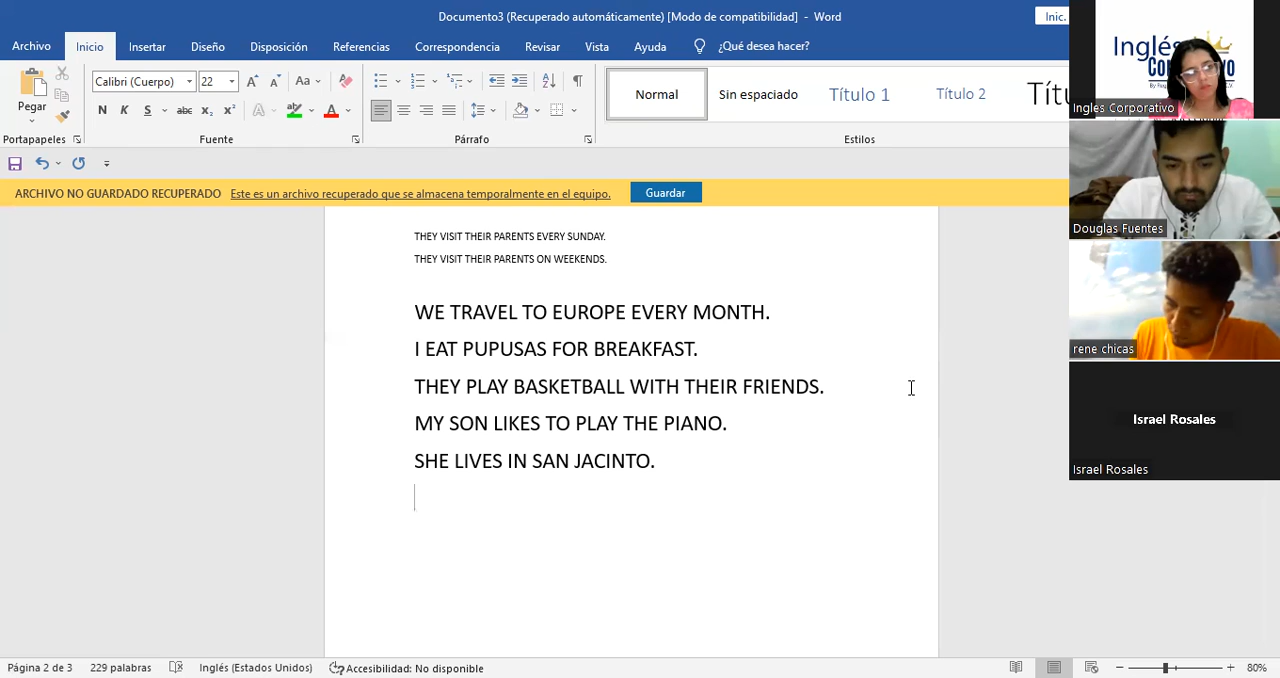 Documento3 (Recuperado automáticamente) [Modo de compatibilidad] - Word
Inic.
Archivo Inicio Insertar Diseño Disposición Referencias Correspondencia Revisar Vista Ayuda ¿Qué desea hacer?
Pegar
Calibri (Cuerpo) 22
Aa
N K S abc x₂ x²
Normal
Sin espaciado
Título 1
Título 2
Títu
Portapapeles Fuente Párrafo Estilos
ARCHIVO NO GUARDADO RECUPERADO Este es un archivo recuperado que se almacena temporalmente en el equipo. Guardar
THEY VISIT THEIR PARENTS EVERY SUNDAY.
THEY VISIT THEIR PARENTS ON WEEKENDS.
WE TRAVEL TO EUROPE EVERY MONTH.
I EAT PUPUSAS FOR BREAKFAST.
THEY PLAY BASKETBALL WITH THEIR FRIENDS.
MY SON LIKES TO PLAY THE PIANO.
SHE LIVES IN SAN JACINTO.
Página 2 de 3 229 palabras Inglés (Estados Unidos) Accesibilidad: No disponible 80%
Ingles Corporativo
Douglas Fuentes
rene chicas
Israel Rosales
Israel Rosales